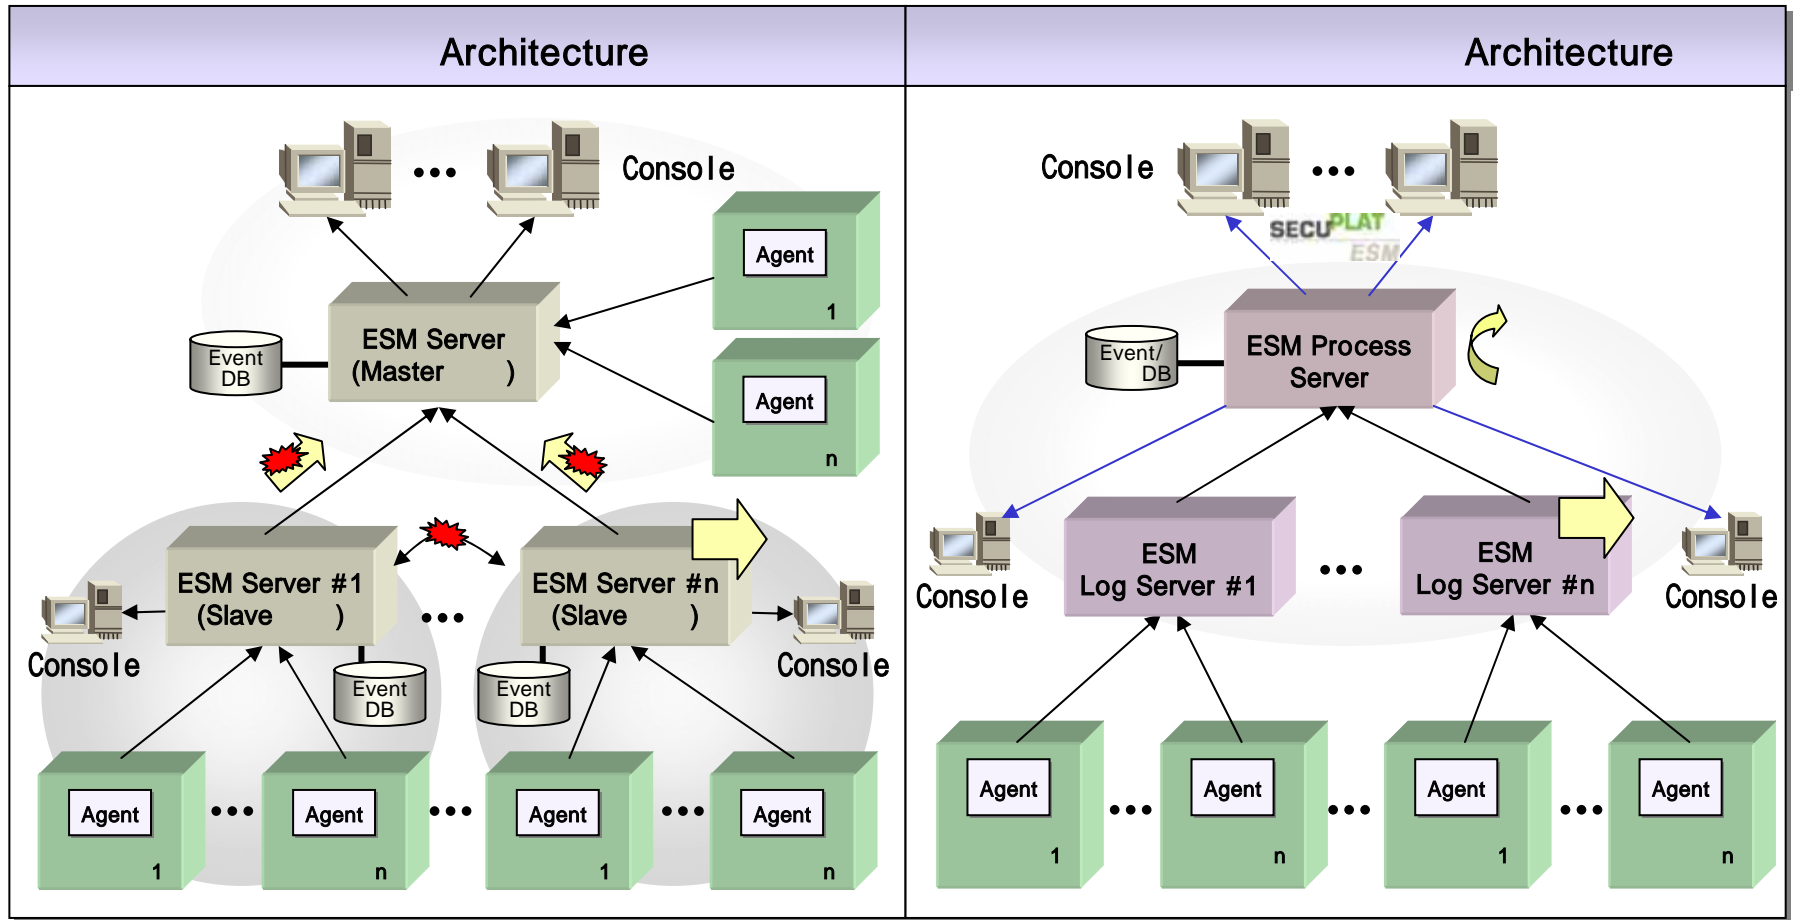 Architecture
Console
Agent
1
ESM Server
(Master )
Event
DB
Agent
n
ESM Server #1
(Slave )
ESM Server #n
(Slave )
Console
Console
Event
DB
Event
DB
Agent
1
Agent
n
Agent
1
Agent
n
Architecture
Console
SECUPLAT
ESM
ESM Process
Server
Event/
DB
ESM
Log Server #1
ESM
Log Server #n
Console
Console
Agent
1
Agent
n
Agent
1
Agent
n